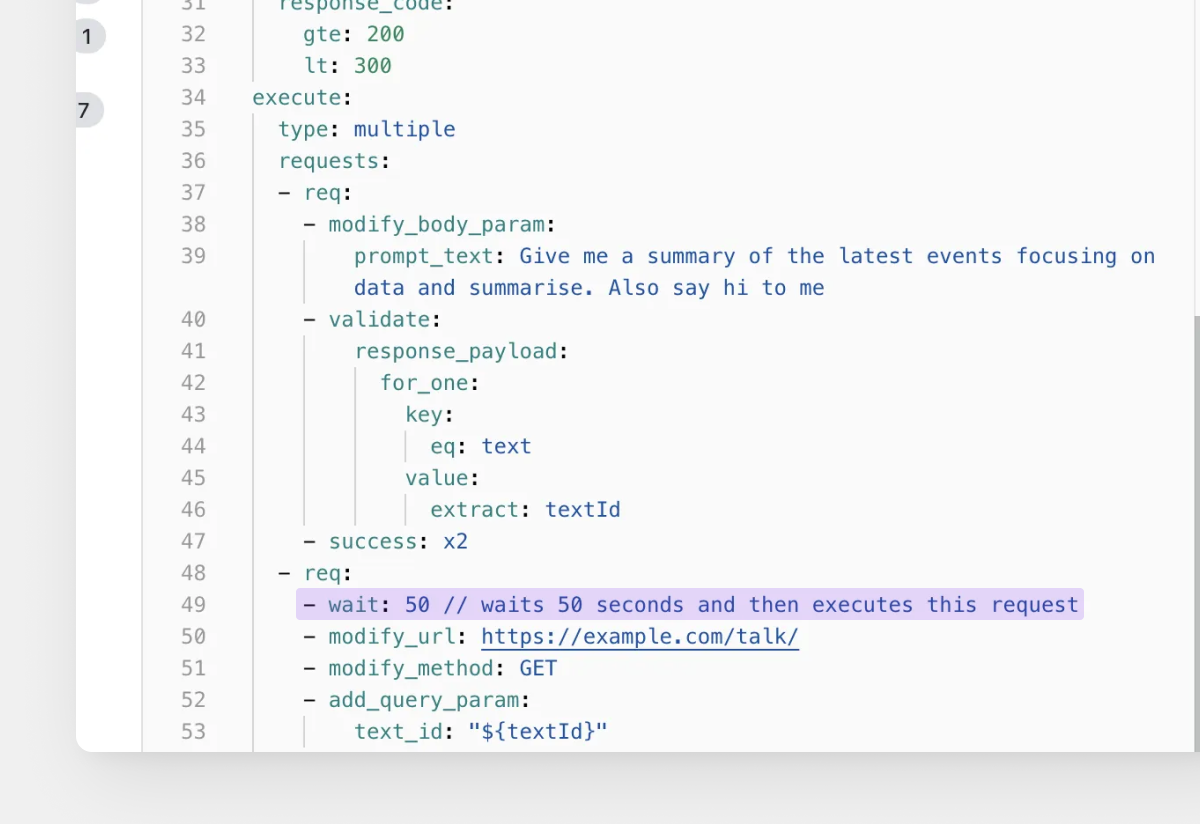 31 response_code:
1
32 gte: 200
33 lt: 300
34 execute:
7
35 type: multiple
36 requests:
37 - req:
38 - modify_body_param:
39 prompt_text: Give me a summary of the latest events focusing on
data and summarise. Also say hi to me
40 - validate:
41 response_payload:
42 for_one:
43 key:
44 eq: text
45 value:
46 extract: textId
47 - success: x2
48 - req:
49 - wait: 50 // waits 50 seconds and then executes this request
50 - modify_url: https://example.com/talk/
51 - modify_method: GET
52 - add_query_param:
53 text_id: "${textId}"